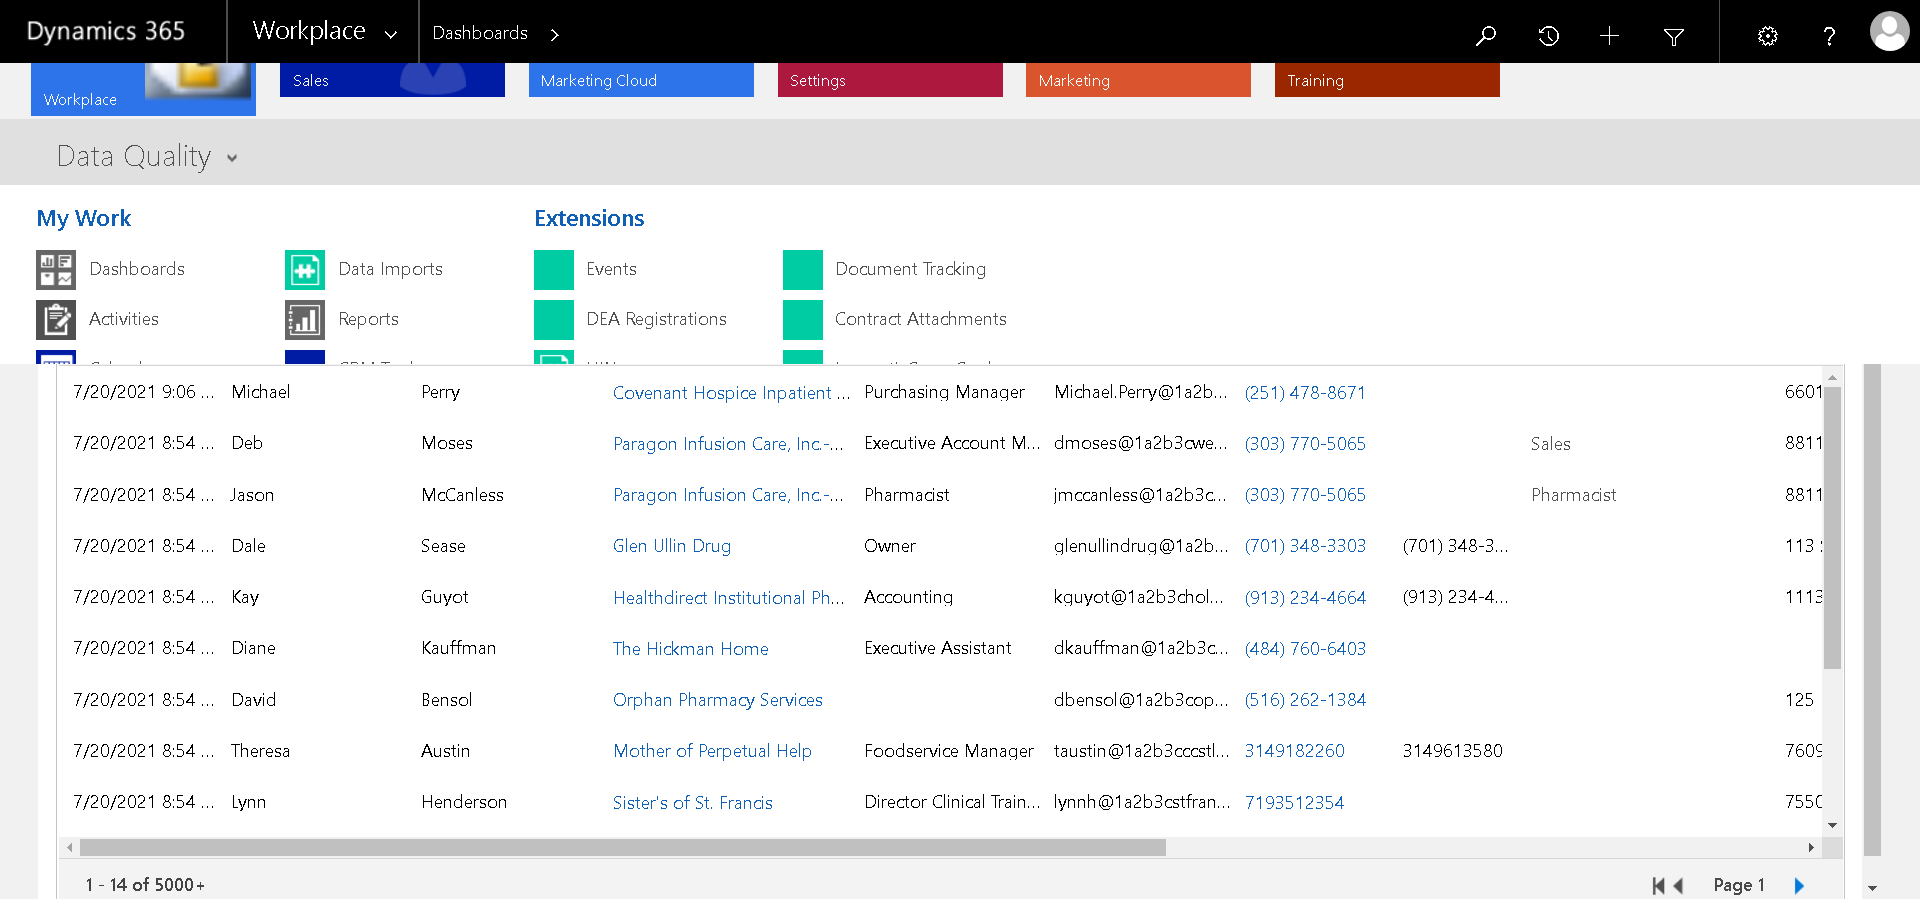 Dynamics 365 Workplace Dashboards
Workplace Sales Marketing Cloud Settings Marketing Training
Data Quality
My Work Extensions
Dashboards Data Imports Events Document Tracking
Activities Reports DEA Registrations Contract Attachments
7/20/2021 9:06 ... Michael Perry Covenant Hospice Inpatient ... Purchasing Manager Michael.Perry@1a2b... (251) 478-8671 6601
7/20/2021 8:54 ... Deb Moses Paragon Infusion Care, Inc.-... Executive Account M... dmoses@1a2b3cwe... (303) 770-5065 Sales 8811
7/20/2021 8:54 ... Jason McCanless Paragon Infusion Care, Inc.-... Pharmacist jmccanless@1a2b3c... (303) 770-5065 Pharmacist 8811
7/20/2021 8:54 ... Dale Sease Glen Ullin Drug Owner glenullindrug@1a2b... (701) 348-3303 (701) 348-3... 113
7/20/2021 8:54 ... Kay Guyot Healthdirect Institutional Ph... Accounting kguyot@1a2b3chol... (913) 234-4664 (913) 234-4... 1113
7/20/2021 8:54 ... Diane Kauffman The Hickman Home Executive Assistant dkauffman@1a2b3c... (484) 760-6403
7/20/2021 8:54 ... David Bensol Orphan Pharmacy Services dbensol@1a2b3cop... (516) 262-1384 125
7/20/2021 8:54 ... Theresa Austin Mother of Perpetual Help Foodservice Manager taustin@1a2b3cccstl... 3149182260 3149613580 7609
7/20/2021 8:54 ... Lynn Henderson Sister's of St. Francis Director Clinical Train... lynnh@1a2b3cstfran... 7193512354 7550
1 - 14 of 5000+ Page 1